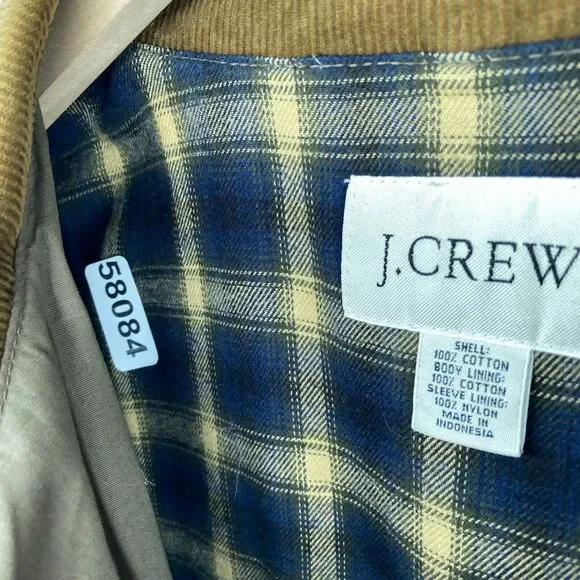 58084
J.CREW
SHELL:
100% COTTON
BODY LINING:
100% COTTON
SLEEVE LINING:
100% NYLON
MADE IN
INDONESIA